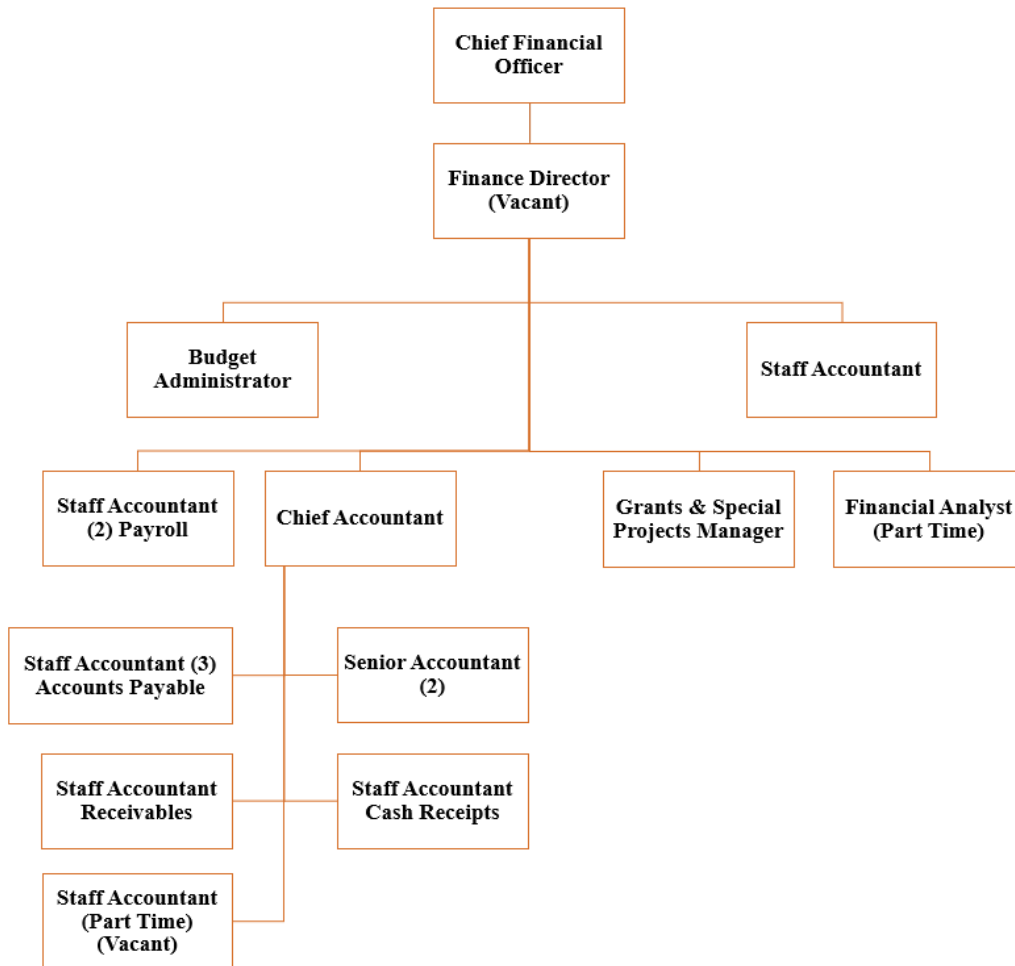 Chief Financial
Officer
Finance Director
(Vacant)
Budget
Administrator
Staff Accountant
Staff Accountant
(2) Payroll
Chief Accountant
Grants & Special
Projects Manager
Financial Analyst
(Part Time)
Staff Accountant (3)
Accounts Payable
Senior Accountant
(2)
Staff Accountant
Receivables
Staff Accountant
Cash Receipts
Staff Accountant
(Part Time)
(Vacant)